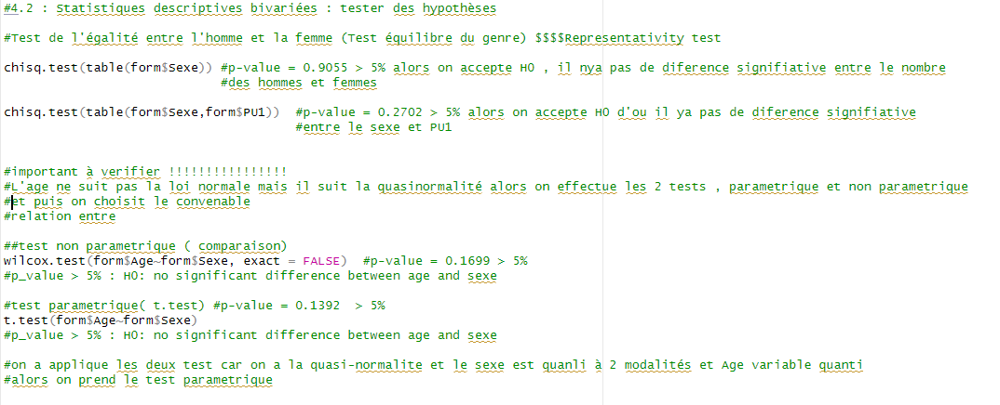 #4.2 : Statistiques descriptives bivariées : tester des hypothèses
#Test de l'égalité entre l'homme et la femme (Test équilibre du genre) $$$$Representativity test
chisq.test(table(form$Sexe)) #p-value = 0.9055 > 5% alors on accepte H0 , il nya pas de diference signifiative entre le nombre
#des hommes et femmes
chisq.test(table(form$Sexe,form$PU1))  #p-value = 0.2702 > 5% alors on accepte H0 d'ou il ya pas de diference signifiative
#entre le sexe et PU1
#important à verifier !!!!!!!!!!!!!!!!
#L'age ne suit pas la loi normale mais il suit la quasinormalité alors on effectue les 2 tests , parametrique et non parametrique
#et puis on choisit le convenable
#relation entre
##test non parametrique ( comparaison)
wilcox.test(form$Age~form$Sexe, exact = FALSE)  #p-value = 0.1699 > 5%
#p_value > 5% : H0: no significant difference between age and sexe
#test parametrique( t.test) #p-value = 0.1392  > 5%
t.test(form$Age~form$Sexe)
#p_value > 5% : H0: no significant difference between age and sexe
#on a applique les deux test car on a la quasi-normalite et le sexe est quanli à 2 modalités et Age variable quanti
#alors on prend le test parametrique